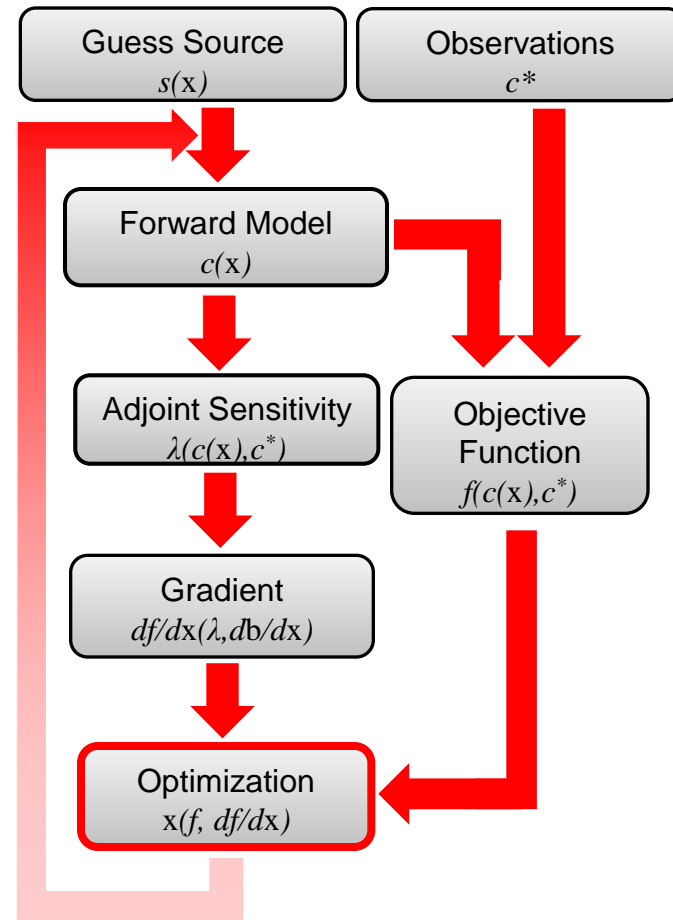 Guess Source
s(x)
Observations
c*
Forward Model
c(x)
Adjoint Sensitivity
λ(c(x),c*)
Objective
Function
f(c(x),c*)
Gradient
df/dx(λ,db/dx)
Optimization
x(f, df/dx)